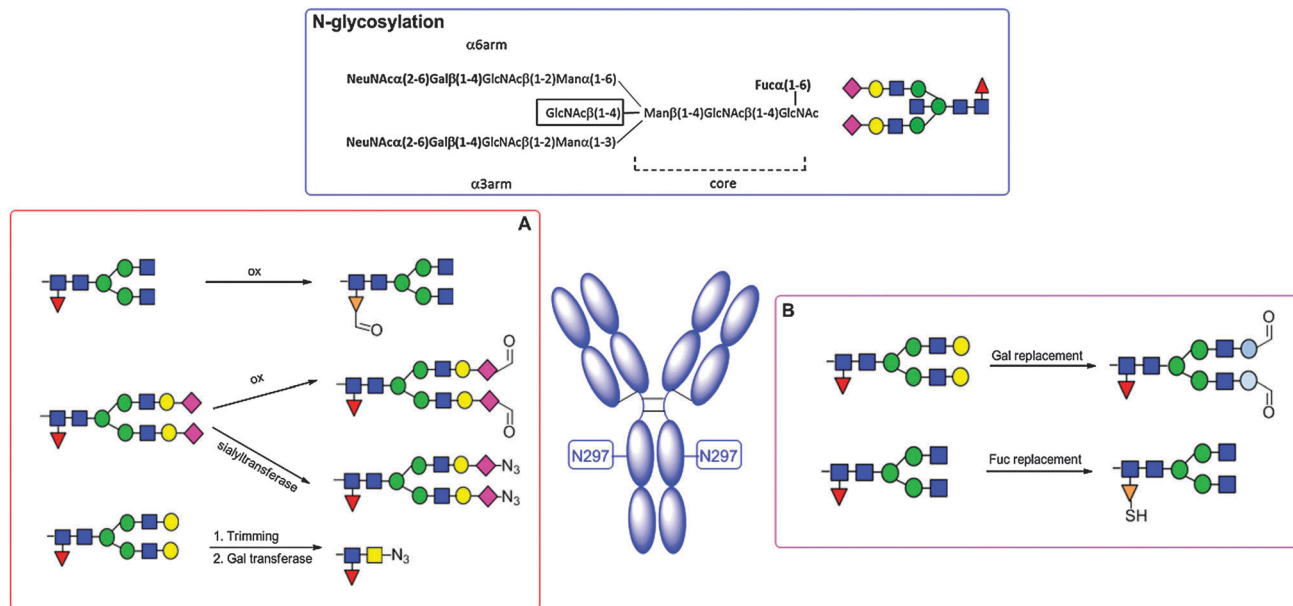 N-glycosylation
α6arm
NeuNAcα(2-6)Galβ(1-4)GlcNAcβ(1-2)Manα(1-6)
Fucα(1-6)
GlcNAcβ(1-4)
Manβ(1-4)GlcNAcβ(1-4)GlcNAc
NeuNAcα(2-6)Galβ(1-4)GlcNAcβ(1-2)Manα(1-3)
α3arm
core
A
ox
O
ox
O
O
sialyltransferase
N3
N3
1. Trimming
2. Gal transferase
N3
N297
N297
B
Gal replacement
O
O
Fuc replacement
SH